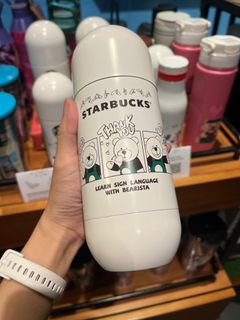 STARBUCKS
THANK
YOU
LEARN SIGN LANGUAGE
WITH BEARISTA